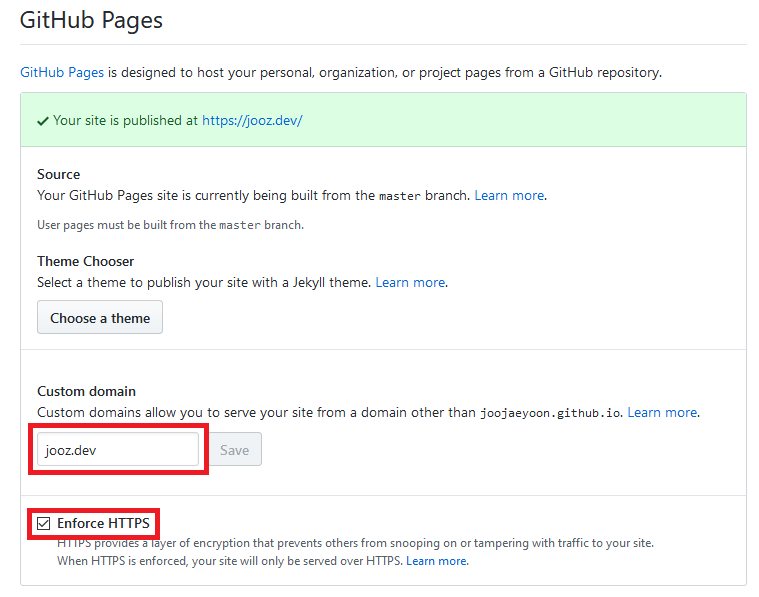 GitHub Pages
GitHub Pages is designed to host your personal, organization, or project pages from a GitHub repository.
Your site is published at https://jooz.dev/
Source
Your GitHub Pages site is currently being built from the master branch. Learn more.
User pages must be built from the master branch.
Theme Chooser
Select a theme to publish your site with a Jekyll theme. Learn more.
Choose a theme
Custom domain
Custom domains allow you to serve your site from a domain other than joojaeyoon.github.io. Learn more.
jooz.dev
Save
Enforce HTTPS
HTTPS provides a layer of encryption that prevents others from snooping on or tampering with traffic to your site.
When HTTPS is enforced, your site will only be served over HTTPS. Learn more.